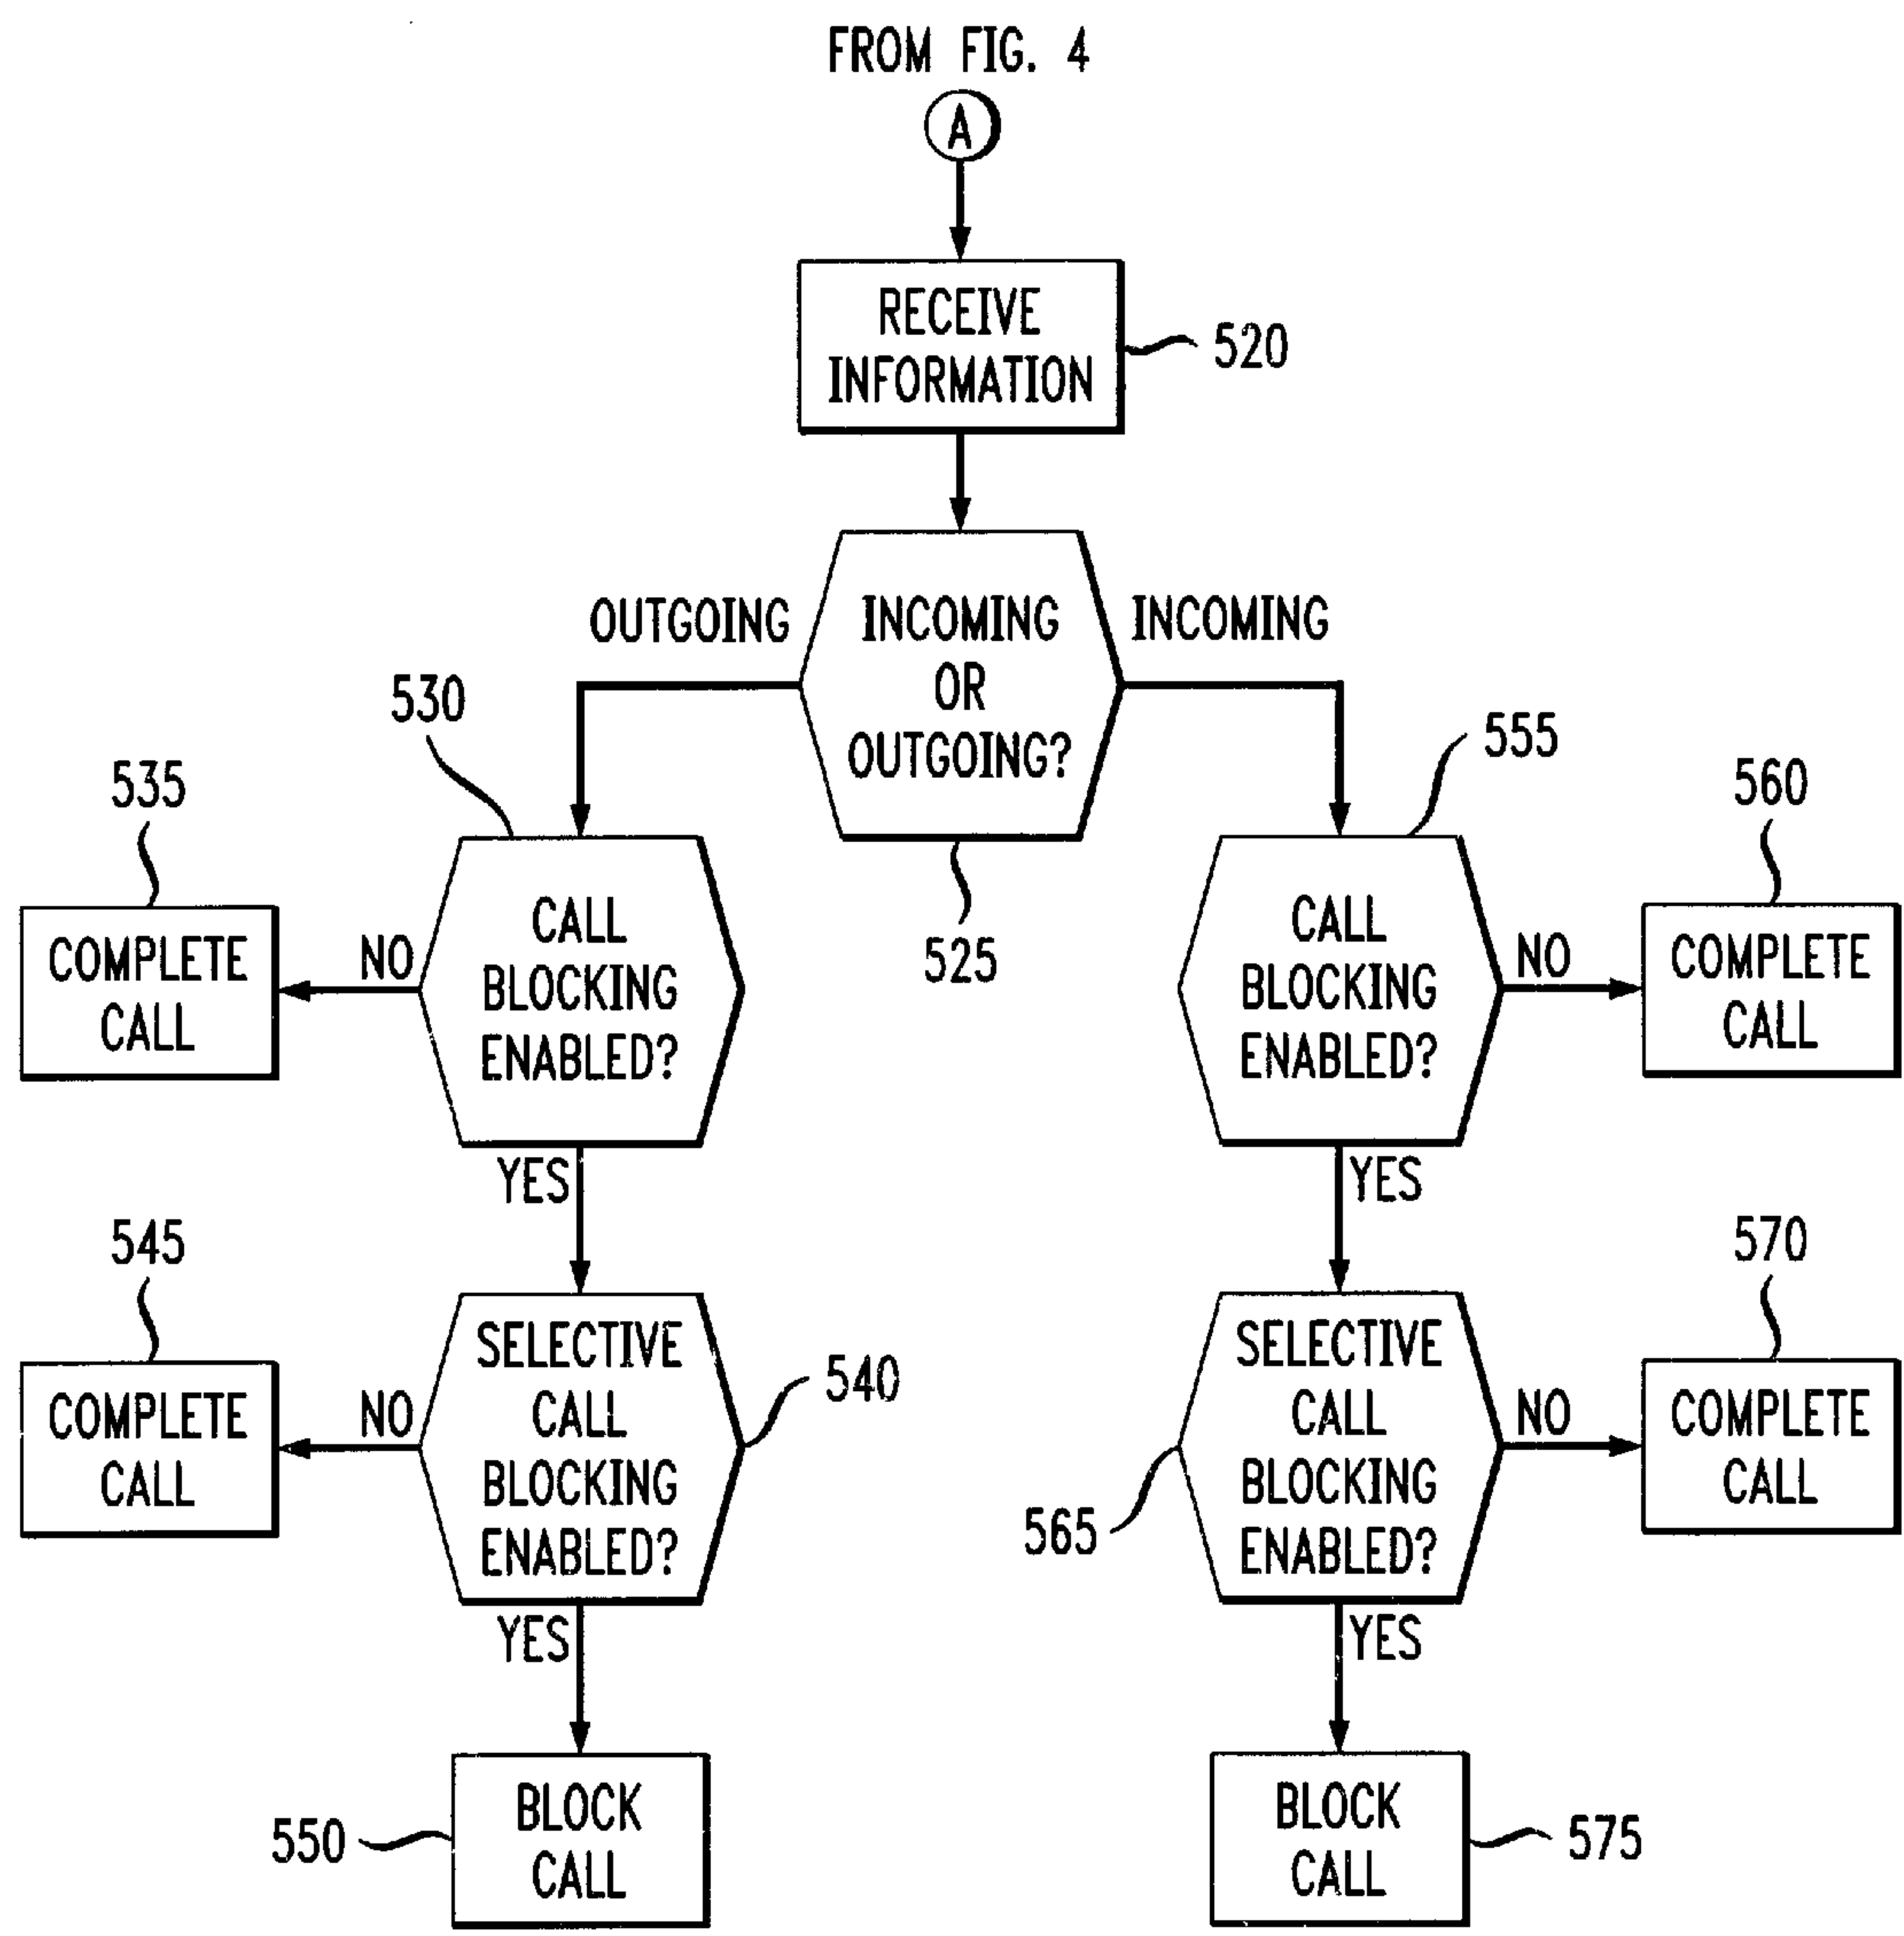 FROM FIG. 4
A
RECEIVE
INFORMATION
520
OUTGOING
INCOMING
OR
OUTGOING?
INCOMING
525
530
CALL
BLOCKING
ENABLED?
NO
535
COMPLETE
CALL
YES
555
CALL
BLOCKING
ENABLED?
NO
560
COMPLETE
CALL
YES
540
SELECTIVE
CALL
BLOCKING
ENABLED?
NO
545
COMPLETE
CALL
YES
565
SELECTIVE
CALL
BLOCKING
ENABLED?
NO
570
COMPLETE
CALL
YES
550
BLOCK
CALL
BLOCK
CALL
575